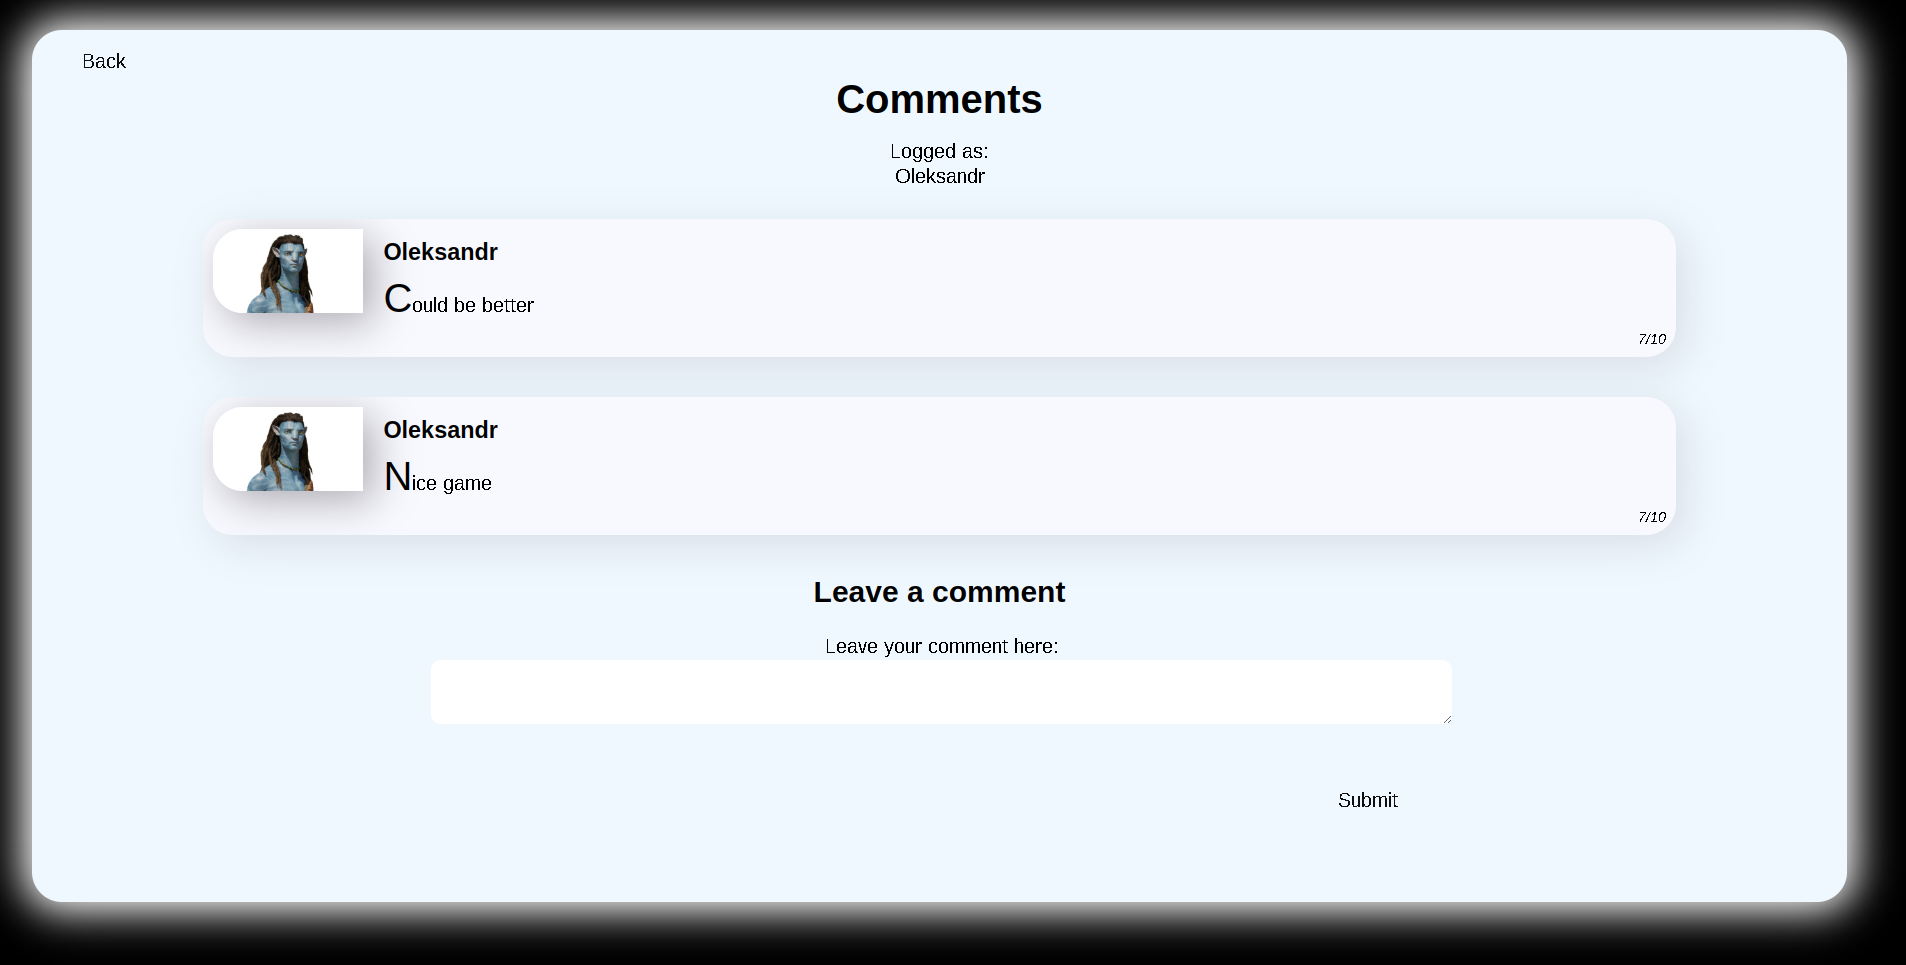 Back
Comments
Logged as:
Oleksandr
Oleksandr
Could be better
7/10
Oleksandr
Nice game
7/10
Leave a comment
Leave your comment here:
Submit